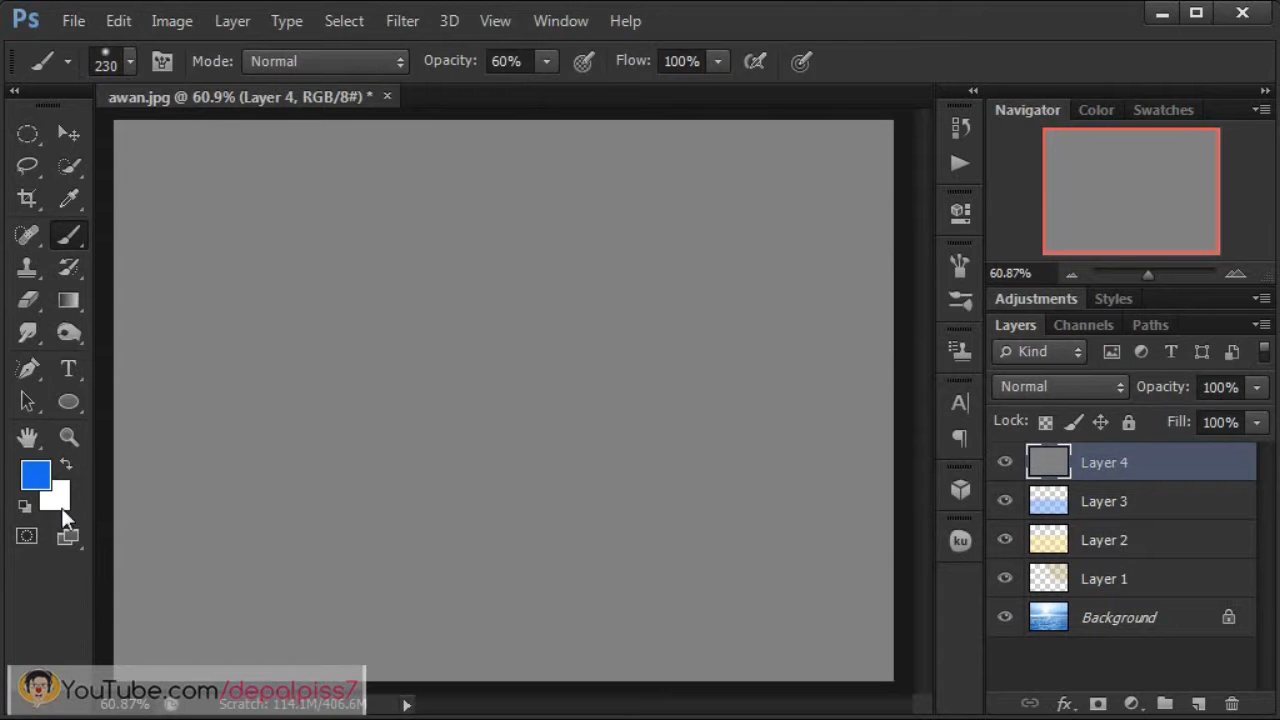 Ps File Edit Image Layer Type Select Filter 3D View Window Help
230 Mode: Normal Opacity: 60% Flow: 100%
awan.jpg @ 60.9% (Layer 4, RGB/8#) * ×
Navigator Color Swatches
60.87%
Adjustments Styles
Layers Channels Paths
Kind
Normal Opacity: 100%
Lock: Fill: 100%
Layer 4
Layer 3
Layer 2
Layer 1
Background
ku
YouTube.com/depalpiss7
60.87% Scratch: 114.1M/406.6M